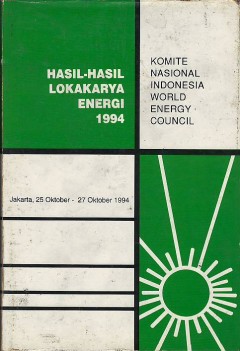 HASIL-HASIL
LOKAKARYA
ENERGI
1994
KOMITE
NASIONAL
INDONESIA
WORLD
ENERGY
COUNCIL
Jakarta, 25 Oktober - 27 Oktober 1994